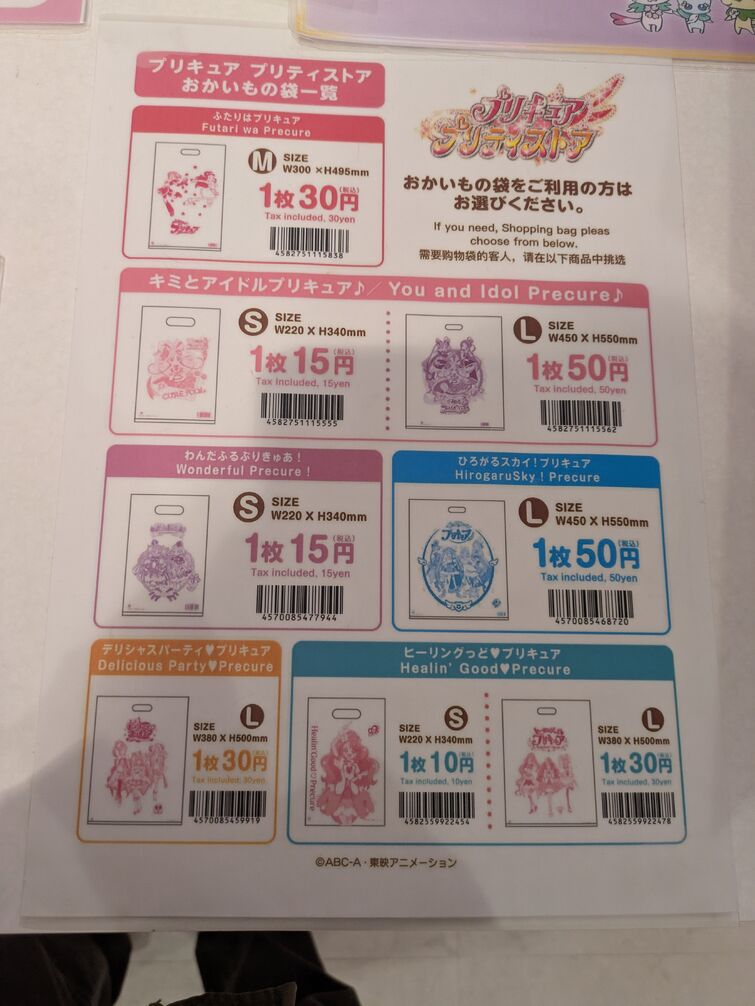 プリキュア プリティストア
おかいもの袋一覧
プリキュア
プリティストア
おかいもの袋をご利用の方は
お選びください。
If you need, Shopping bag pleas
choose from below.
需要购物袋的客人，请在以下商品中挑选
ふたりはプリキュア
Futari wa Precure
M SIZE
W300 ×H495mm
1枚30円(税込)
Tax included, 30yen
4582751115838
キミとアイドルプリキュア♪／ You and Idol Precure♪
S SIZE
W220 X H340mm
1枚15円(税込)
Tax included, 15yen
4582751115555
L SIZE
W450 X H550mm
1枚50円(税込)
Tax included, 50yen
4582751115562
わんだふるぷりきゅあ！
Wonderful Precure！
S SIZE
W220 X H340mm
1枚15円(税込)
Tax included, 15yen
4570085477944
ひろがるスカイ！プリキュア
HirogaruSky！Precure
L SIZE
W450 X H550mm
1枚50円(税込)
Tax included, 50yen
4570085468720
デリシャスパーティ♥プリキュア
Delicious Party♥Precure
SIZE L
W380 X H500mm
1枚30円(税込)
Tax included, 30yen
4570085459919
ヒーリングっど♥プリキュア
Healin' Good♥Precure
Healin' Good♡Precure
SIZE S
W220 X H340mm
1枚10円(税込)
Tax included, 10yen
4582559922454
SIZE L
W380 X H500mm
1枚30円(税込)
Tax included, 30yen
4582559922478
©ABC-A・東映アニメーション